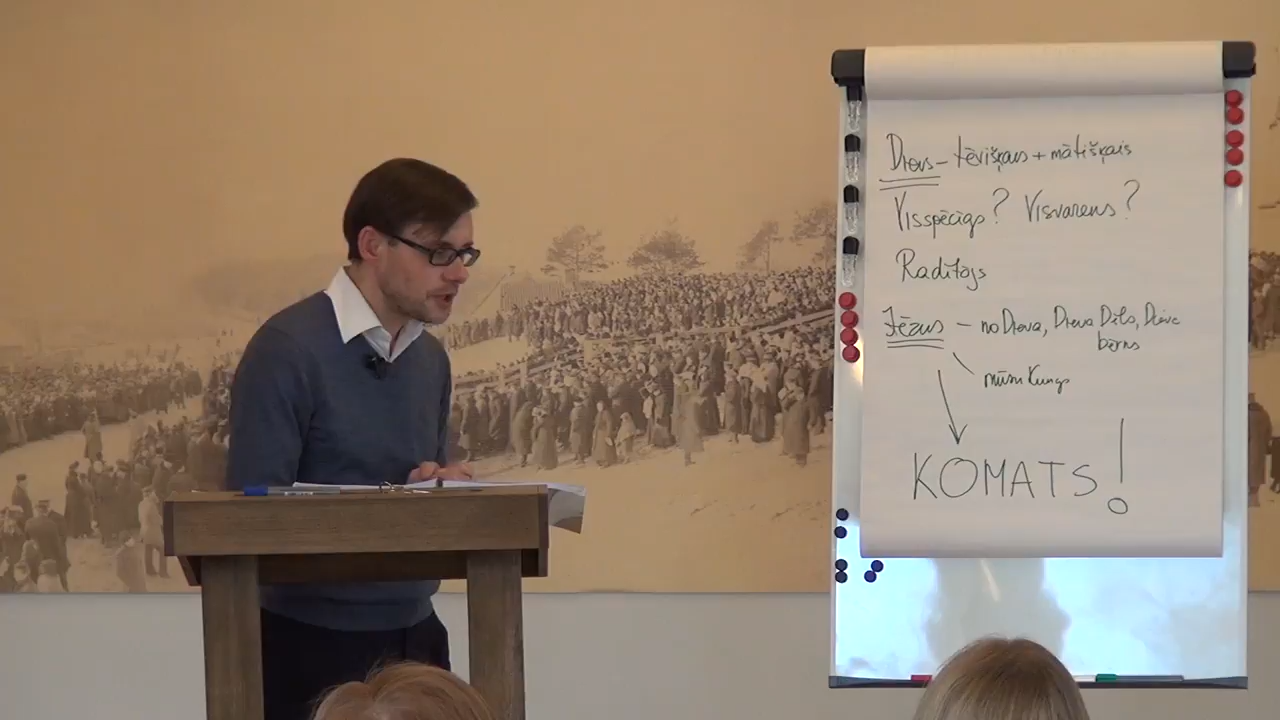 Dievs – tēvišķais + mātišķais
Visspēcīgs? Visvarens?
Radītājs
Jēzus – no Dieva, Dieva Dēls, Dieva
bērns
mūsu Kungs
KOMATS!